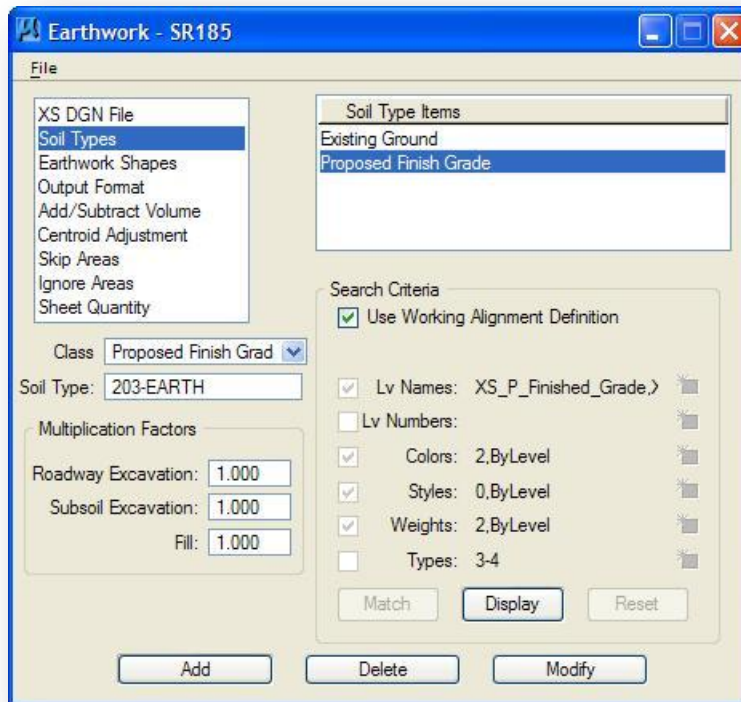 Earthwork - SR185
File
XS DGN File
Soil Types
Earthwork Shapes
Output Format
Add/Subtract Volume
Centroid Adjustment
Skip Areas
Ignore Areas
Sheet Quantity
Class Proposed Finish Grad
Soil Type: 203-EARTH
Multiplication Factors
Roadway Excavation: 1.000
Subsoil Excavation: 1.000
Fill: 1.000
Soil Type Items
Existing Ground
Proposed Finish Grade
Search Criteria
Use Working Alignment Definition
Lv Names: XS_P_Finished_Grade,X
Lv Numbers:
Colors: 2,ByLevel
Styles: 0,ByLevel
Weights: 2,ByLevel
Types: 3-4
Match Display Reset
Add Delete Modify